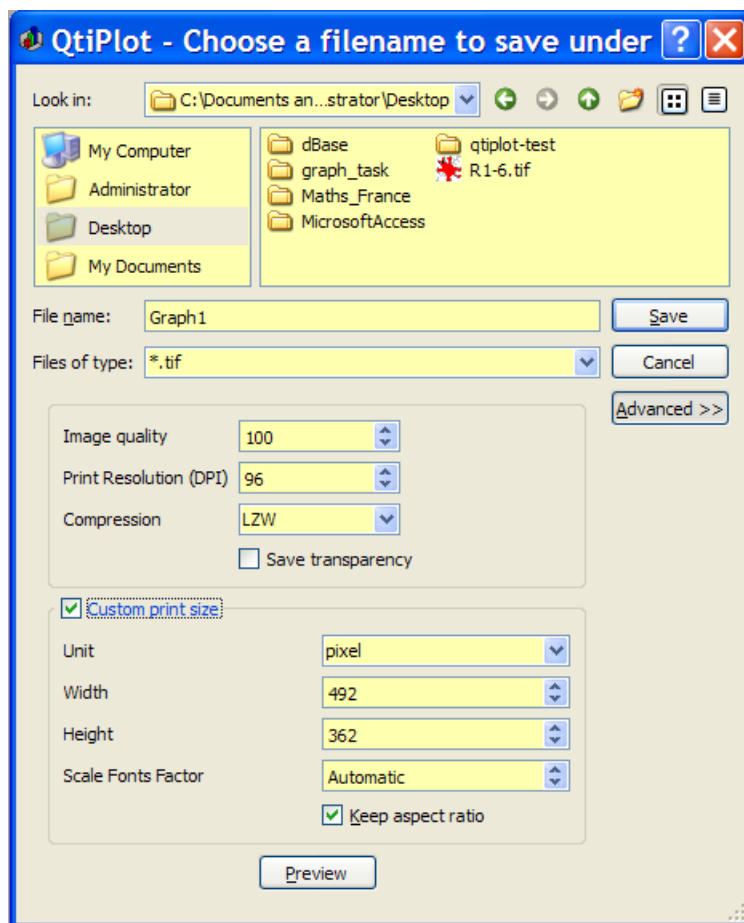 QtiPlot - Choose a filename to save under ?
Look in: C:\Documents an...strator\Desktop
My Computer
Administrator
Desktop
My Documents
dBase
graph_task
Maths_France
MicrosoftAccess
qtiplot-test
R1-6.tif
File name: Graph1 Save
Files of type: *.tif Cancel
Advanced >>
Image quality 100
Print Resolution (DPI) 96
Compression LZW
Save transparency
Custom print size
Unit pixel
Width 492
Height 362
Scale Fonts Factor Automatic
Keep aspect ratio
Preview